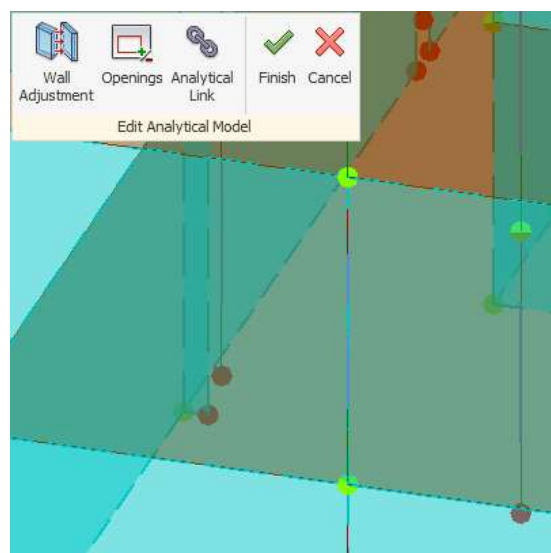 Wall Adjustment
Openings
Analytical Link
Finish
Cancel
Edit Analytical Model